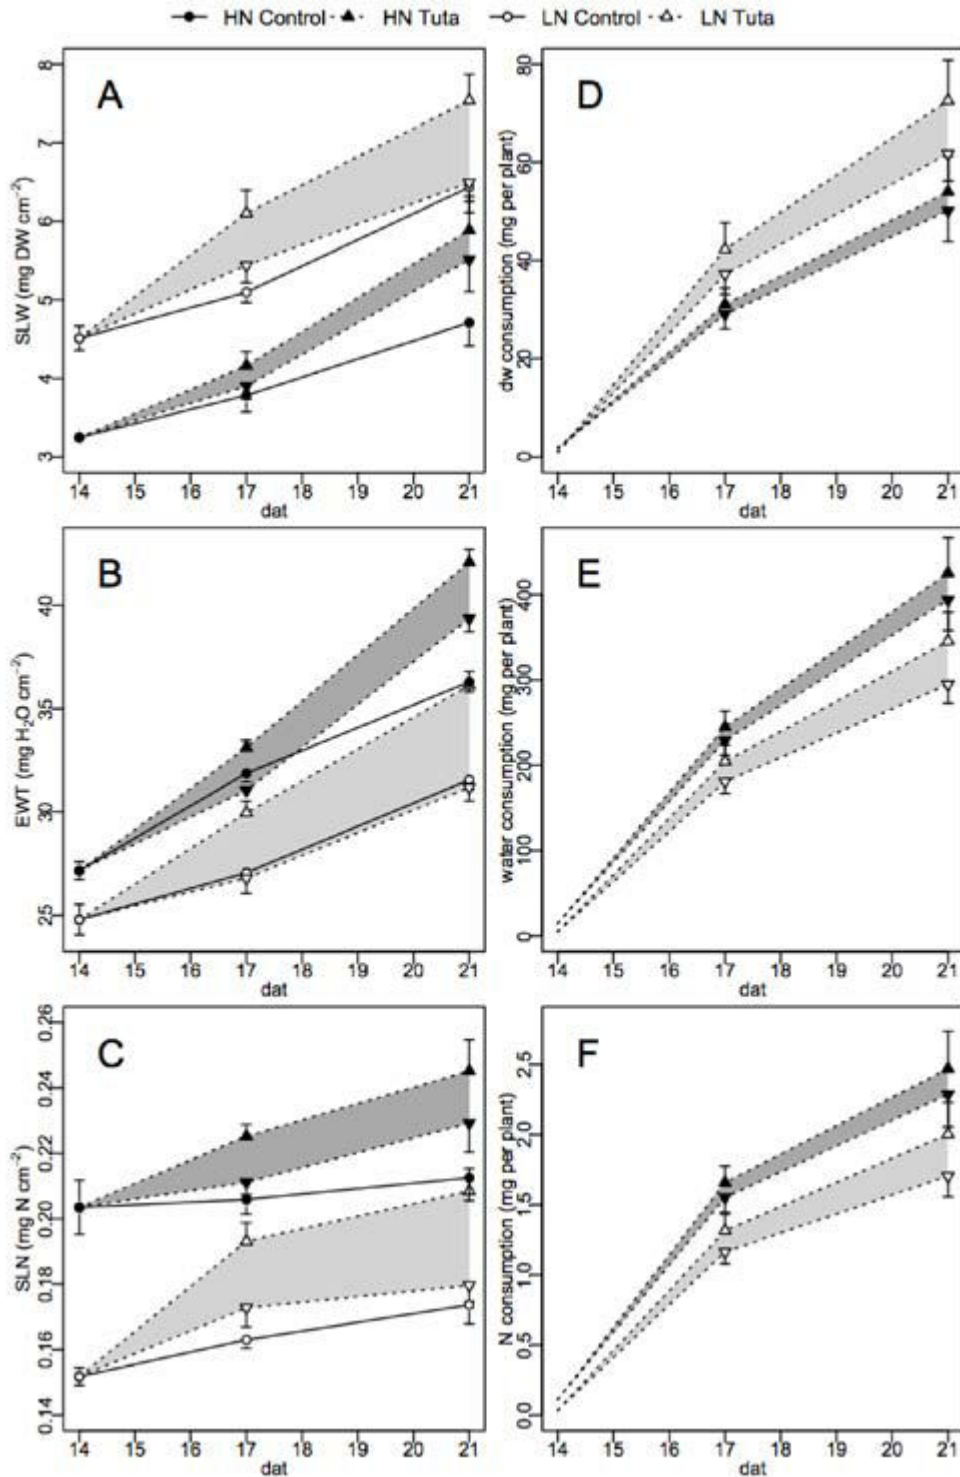 HN Control HN Tuta LN Control LN Tuta
A
SLW (mg DW cm⁻²)
8
7
6
5
4
3
14 15 16 17 18 19 20 21
dat
D
dw consumption (mg per plant)
80
60
40
20
0
14 15 16 17 18 19 20 21
dat
B
EWT (mg H₂O cm⁻²)
40
35
30
25
14 15 16 17 18 19 20 21
dat
E
water consumption (mg per plant)
400
300
200
100
0
14 15 16 17 18 19 20 21
dat
C
SLN (mg N cm⁻²)
0.26
0.24
0.22
0.20
0.18
0.16
0.14
14 15 16 17 18 19 20 21
dat
F
N consumption (mg per plant)
2.5
2.0
1.5
1.0
0.5
0.0
14 15 16 17 18 19 20 21
dat